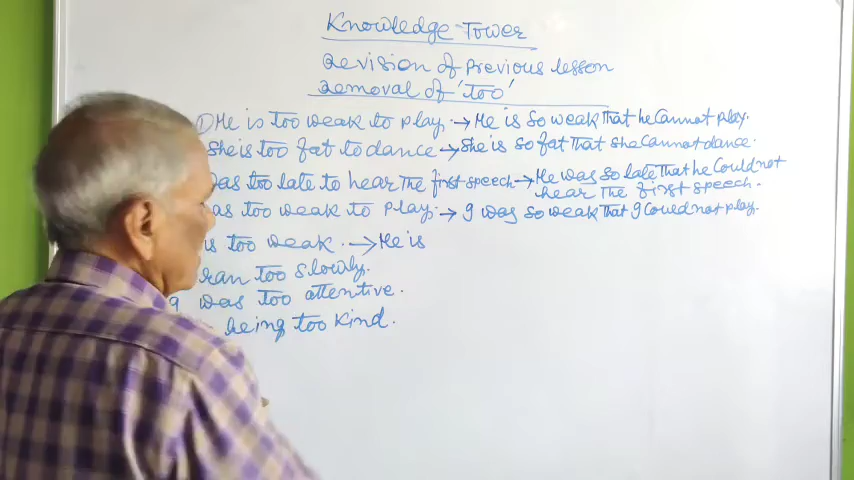 Knowledge Tower
Revision of Previous lesson
Removal of 'too'
He is too weak to play. → He is so weak that he cannot play.
She is too fat to dance → She is so fat that she cannot dance.
as too late to hear the first speech → He was so late that he could not
hear the first speech.
as too weak to play. → I was so weak that I could not play.
is too weak. → He is
ran too slowly.
was too attentive.
being too kind.